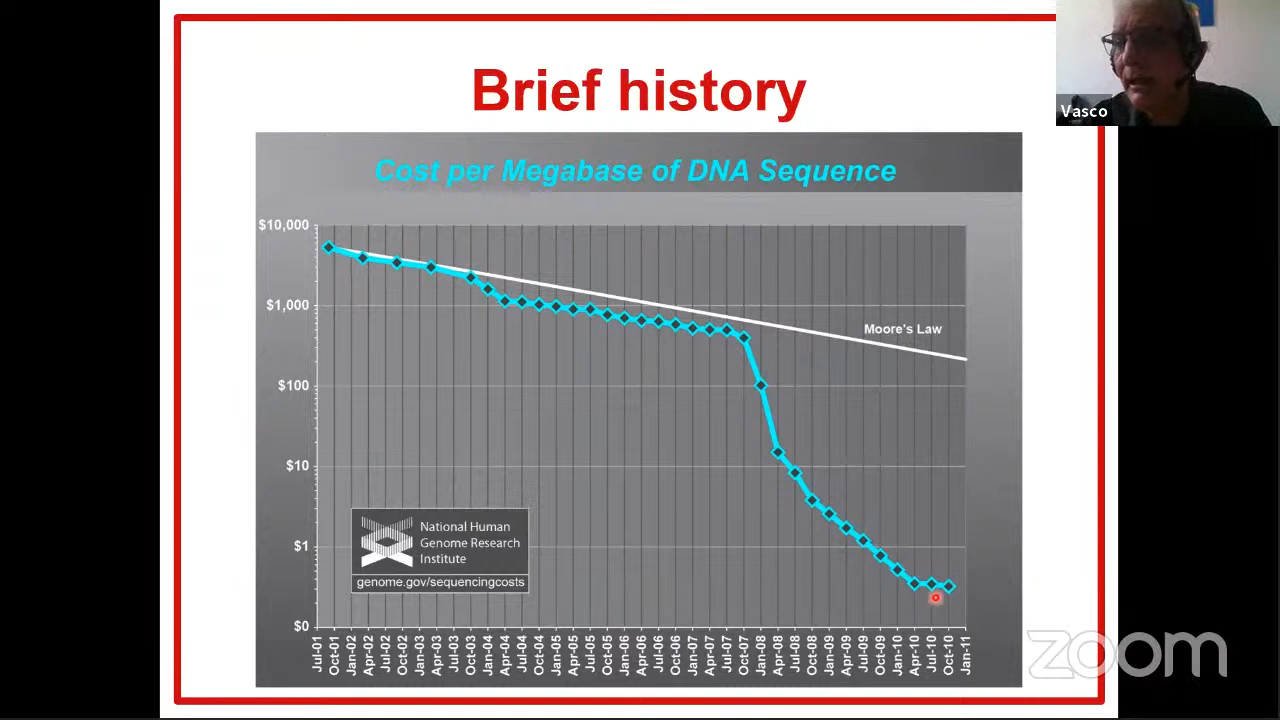 Brief history
Vasco
Cost per Megabase of DNA Sequence
$10,000
$1,000
$100
$10
$1
$0
Moore's Law
National Human
Genome Research
Institute
genome.gov/sequencingcosts
Jul-01
Oct-01
Jan-02
Apr-02
Jul-02
Oct-02
Jan-03
Apr-03
Jul-03
Oct-03
Jan-04
Apr-04
Jul-04
Oct-04
Jan-05
Apr-05
Jul-05
Oct-05
Jan-06
Apr-06
Jul-06
Oct-06
Jan-07
Apr-07
Jul-07
Oct-07
Jan-08
Apr-08
Jul-08
Oct-08
Jan-09
Apr-09
Jul-09
Oct-09
Jan-10
Apr-10
Jul-10
Oct-10
Jan-11
zoom